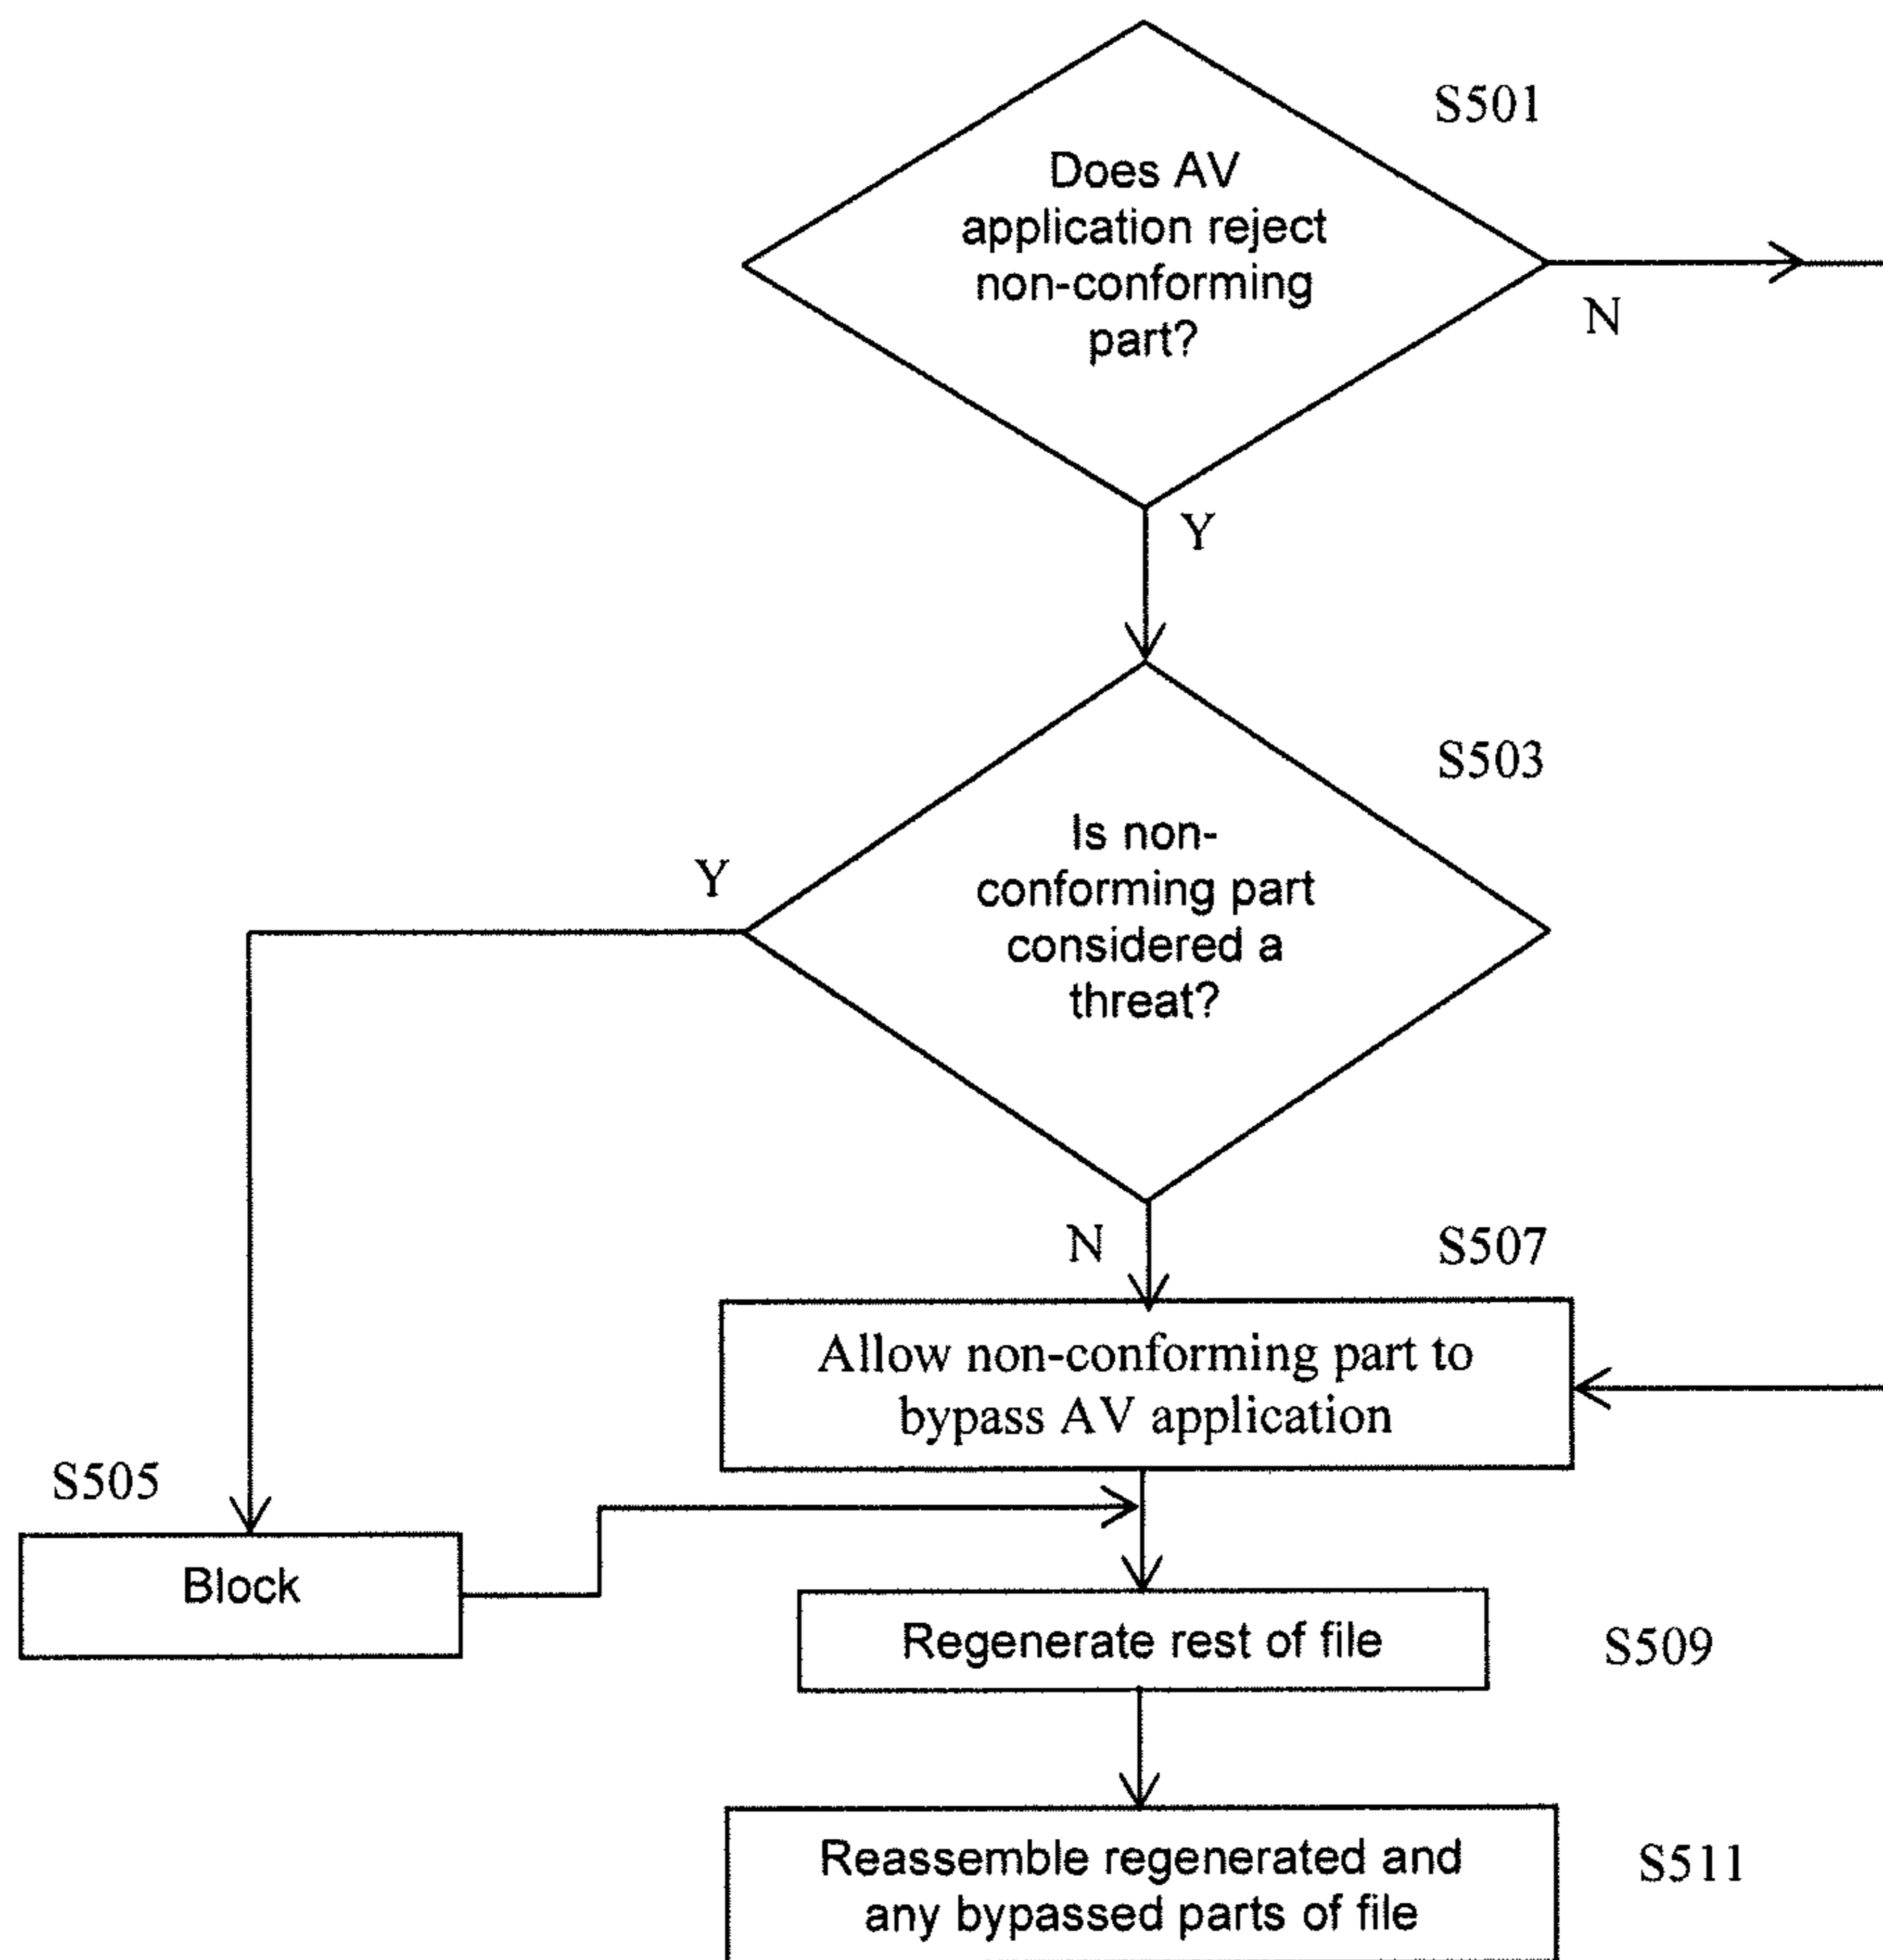 S501
Does AV
application reject
non-conforming
part?
N
Y
S503
Is non-
conforming part
considered a
threat?
Y
N
S507
Allow non-conforming part to
bypass AV application
S505
Block
Regenerate rest of file
S509
Reassemble regenerated and
any bypassed parts of file
S511